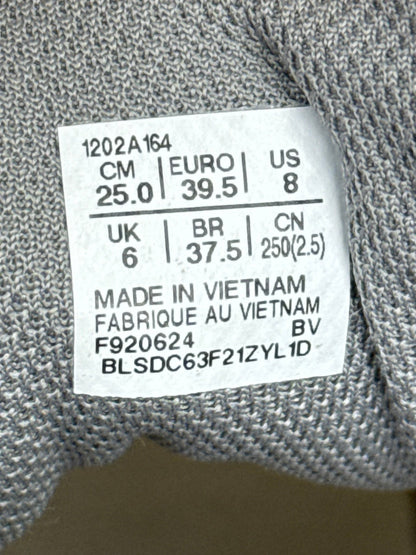 1202A164
CM EURO US
25.0 39.5 8
UK BR CN
6 37.5 250(2.5)
MADE IN VIETNAM
FABRIQUE AU VIETNAM
F920624 BV
BLSDC63F21ZYL1D